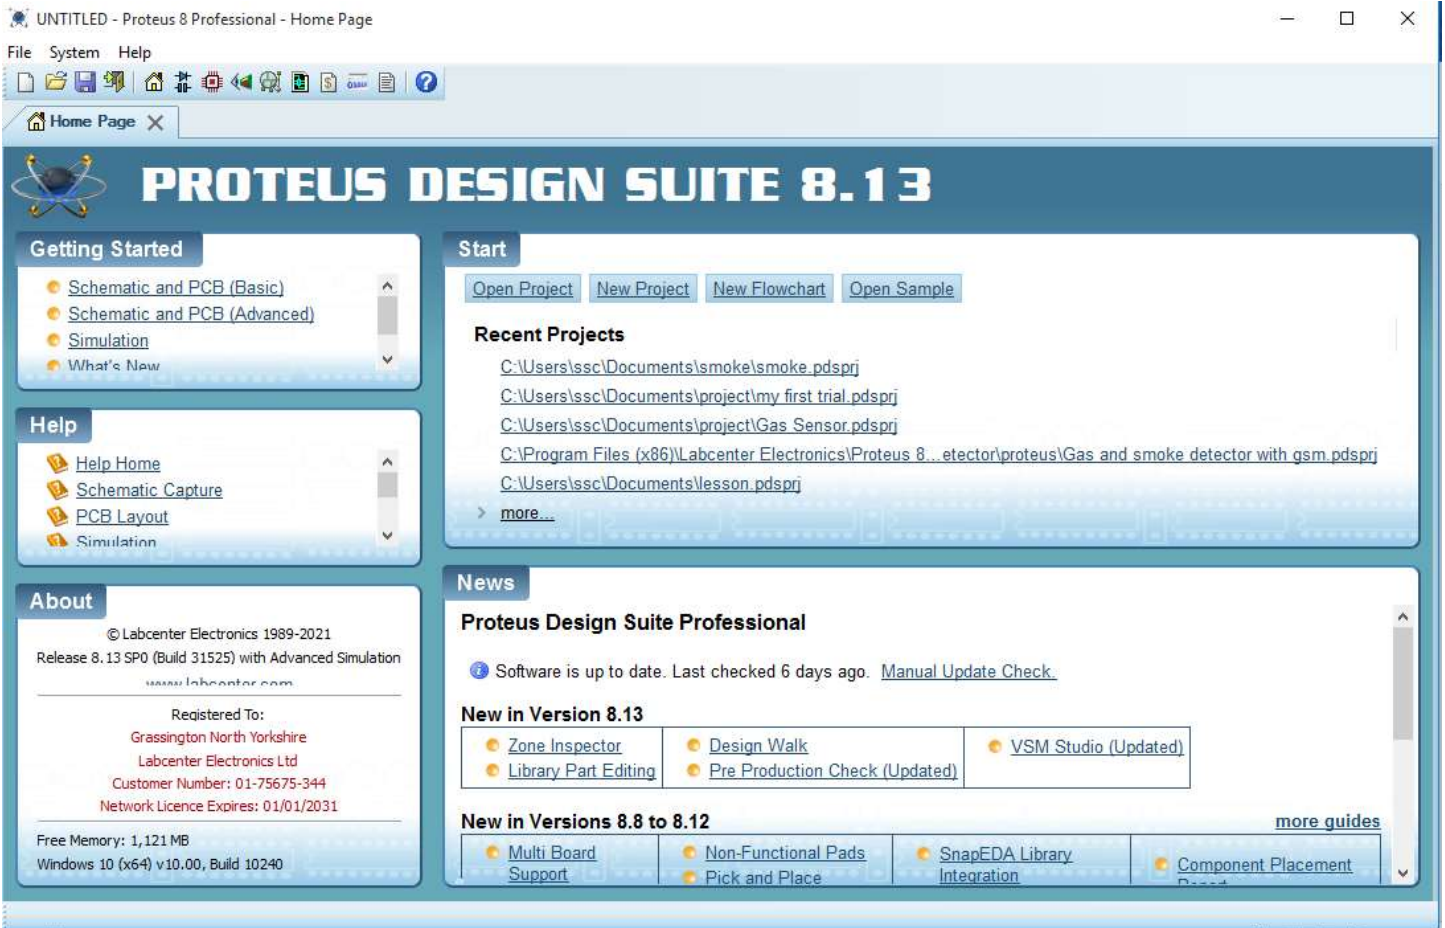 UNTITLED - Proteus 8 Professional - Home Page
File System Help
Home Page
PROTEUS DESIGN SUITE 8.13
Getting Started
Schematic and PCB (Basic)
Schematic and PCB (Advanced)
Simulation
What's New
Help
Help Home
Schematic Capture
PCB Layout
Simulation
About
© Labcenter Electronics 1989-2021
Release 8.13 SP0 (Build 31525) with Advanced Simulation
www.labcenter.com
Registered To:
Grassington North Yorkshire
Labcenter Electronics Ltd
Customer Number: 01-75675-344
Network Licence Expires: 01/01/2031
Free Memory: 1,121 MB
Windows 10 (x64) v10.00, Build 10240
Start
Open Project New Project New Flowchart Open Sample
Recent Projects
C:\Users\ssc\Documents\smoke\smoke.pdsprj
C:\Users\ssc\Documents\project\my first trial.pdsprj
C:\Users\ssc\Documents\project\Gas Sensor.pdsprj
C:\Program Files (x86)\Labcenter Electronics\Proteus 8...etector\proteus\Gas and smoke detector with gsm.pdsprj
C:\Users\ssc\Documents\lesson.pdsprj
more...
News
Proteus Design Suite Professional
Software is up to date. Last checked 6 days ago. Manual Update Check.
New in Version 8.13
Zone Inspector Design Walk VSM Studio (Updated)
Library Part Editing Pre Production Check (Updated)
New in Versions 8.8 to 8.12 more guides
Multi Board Support
Non-Functional Pads
Pick and Place
SnapEDA Library Integration
Component Placement